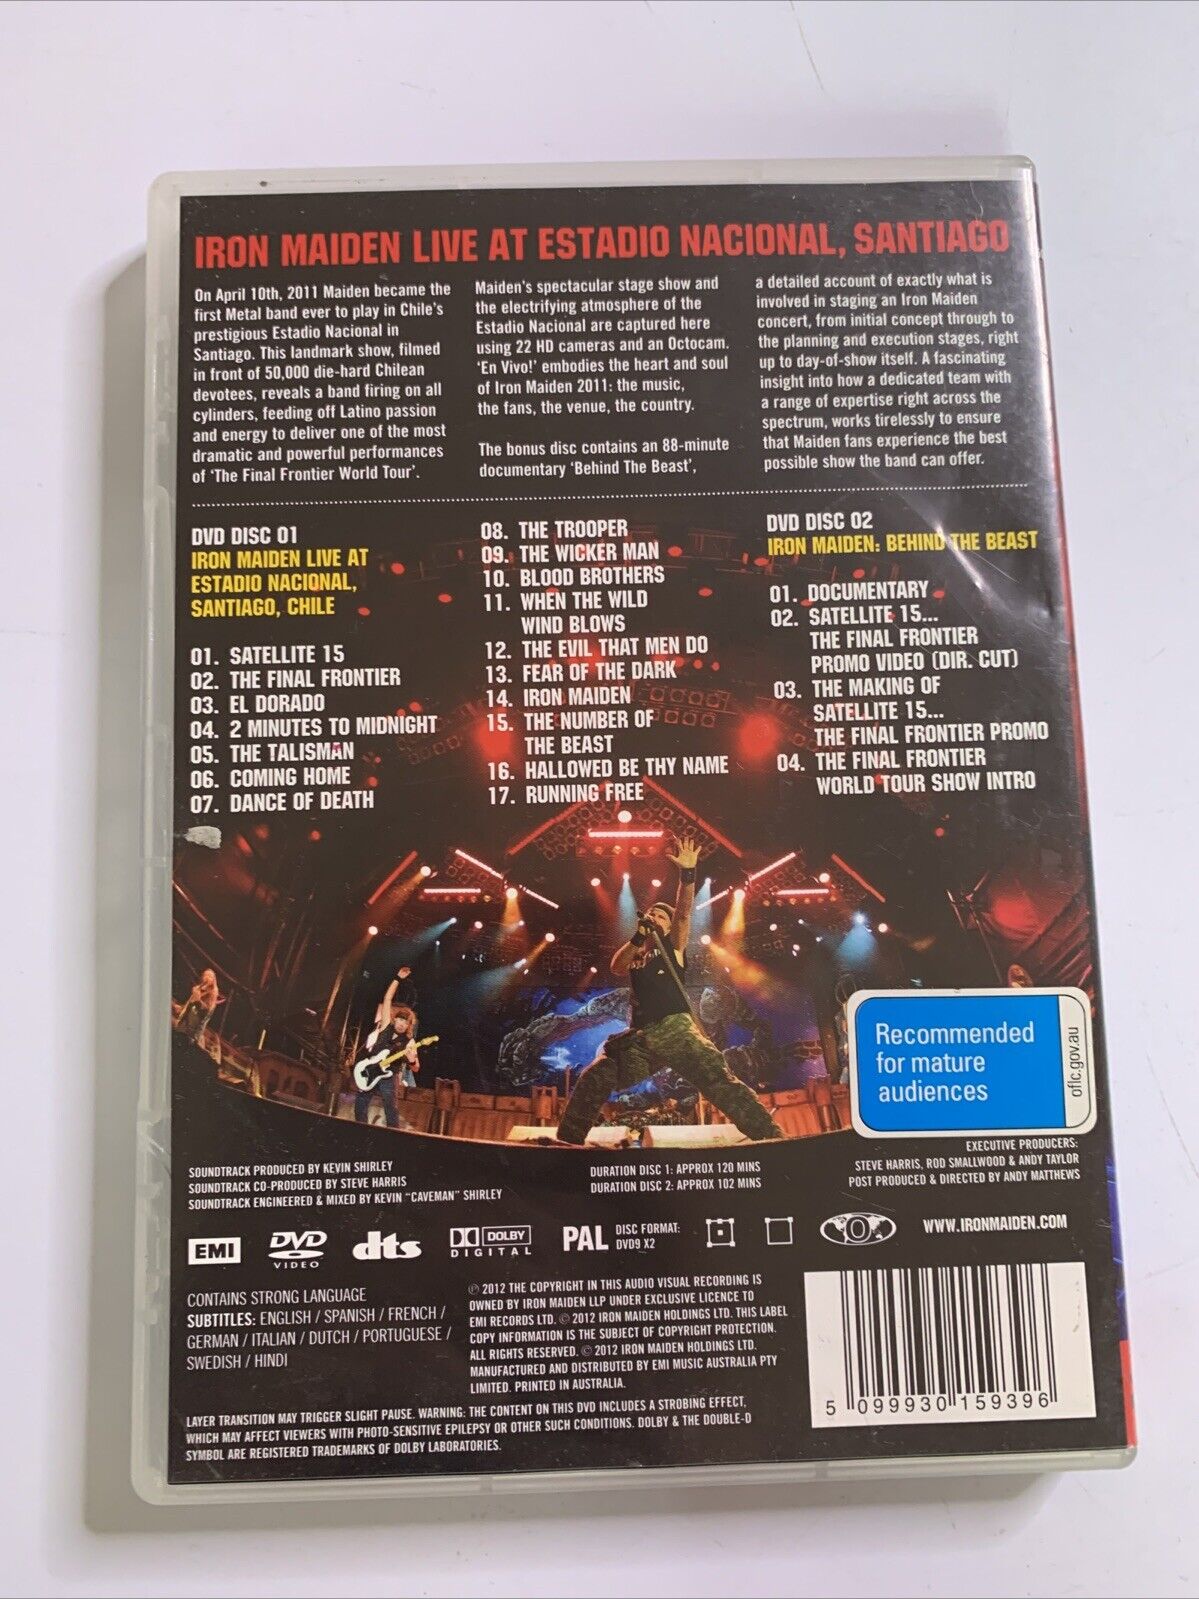 IRON MAIDEN LIVE AT ESTADIO NACIONAL, SANTIAGO
On April 10th, 2011 Maiden became the
first Metal band ever to play in Chile's
prestigious Estadio Nacional in
Santiago. This landmark show, filmed
in front of 50,000 die-hard Chilean
devotees, reveals a band firing on all
cylinders, feeding off Latino passion
and energy to deliver one of the most
dramatic and powerful performances
of 'The Final Frontier World Tour'.
Maiden's spectacular stage show and
the electrifying atmosphere of the
Estadio Nacional are captured here
using 22 HD cameras and an Octocam.
'En Vivo!' embodies the heart and soul
of Iron Maiden 2011: the music,
the fans, the venue, the country.
The bonus disc contains an 88-minute
documentary 'Behind The Beast',
a detailed account of exactly what is
involved in staging an Iron Maiden
concert, from initial concept through to
the planning and execution stages, right
up to day-of-show itself. A fascinating
insight into how a dedicated team with
a range of expertise right across the
spectrum, works tirelessly to ensure
that Maiden fans experience the best
possible show the band can offer.
DVD DISC 01
IRON MAIDEN LIVE AT
ESTADIO NACIONAL,
SANTIAGO, CHILE
01. SATELLITE 15
02. THE FINAL FRONTIER
03. EL DORADO
04. 2 MINUTES TO MIDNIGHT
05. THE TALISMAN
06. COMING HOME
07. DANCE OF DEATH
08. THE TROOPER
09. THE WICKER MAN
10. BLOOD BROTHERS
11. WHEN THE WILD
WIND BLOWS
12. THE EVIL THAT MEN DO
13. FEAR OF THE DARK
14. IRON MAIDEN
15. THE NUMBER OF
THE BEAST
16. HALLOWED BE THY NAME
17. RUNNING FREE
DVD DISC 02
IRON MAIDEN: BEHIND THE BEAST
01. DOCUMENTARY
02. SATELLITE 15...
THE FINAL FRONTIER
PROMO VIDEO (DIR. CUT)
03. THE MAKING OF
SATELLITE 15...
THE FINAL FRONTIER PROMO
04. THE FINAL FRONTIER
WORLD TOUR SHOW INTRO
Recommended
for mature
audiences
oflc.gov.au
SOUNDTRACK PRODUCED BY KEVIN SHIRLEY
SOUNDTRACK CO-PRODUCED BY STEVE HARRIS
SOUNDTRACK ENGINEERED & MIXED BY KEVIN "CAVEMAN" SHIRLEY
DURATION DISC 1: APPROX 120 MINS
DURATION DISC 2: APPROX 102 MINS
EXECUTIVE PRODUCERS:
STEVE HARRIS, ROD SMALLWOOD & ANDY TAYLOR
POST PRODUCED & DIRECTED BY ANDY MATTHEWS
EMI
DVD
VIDEO
dts
DOLBY
DIGITAL
PAL
DISC FORMAT:
DVD9 X2
0
WWW.IRONMAIDEN.COM
CONTAINS STRONG LANGUAGE
SUBTITLES: ENGLISH / SPANISH / FRENCH /
GERMAN / ITALIAN / DUTCH / PORTUGUESE /
SWEDISH / HINDI
℗ 2012 THE COPYRIGHT IN THIS AUDIO VISUAL RECORDING IS
OWNED BY IRON MAIDEN LLP UNDER EXCLUSIVE LICENCE TO
EMI RECORDS LTD. © 2012 IRON MAIDEN HOLDINGS LTD. THIS LABEL
COPY INFORMATION IS THE SUBJECT OF COPYRIGHT PROTECTION.
ALL RIGHTS RESERVED. © 2012 IRON MAIDEN HOLDINGS LTD.
MANUFACTURED AND DISTRIBUTED BY EMI MUSIC AUSTRALIA PTY
LIMITED. PRINTED IN AUSTRALIA.
LAYER TRANSITION MAY TRIGGER SLIGHT PAUSE. WARNING: THE CONTENT ON THIS DVD INCLUDES A STROBING EFFECT,
WHICH MAY AFFECT VIEWERS WITH PHOTO-SENSITIVE EPILEPSY OR OTHER SUCH CONDITIONS. DOLBY & THE DOUBLE-D
SYMBOL ARE REGISTERED TRADEMARKS OF DOLBY LABORATORIES.
5 099930 159396